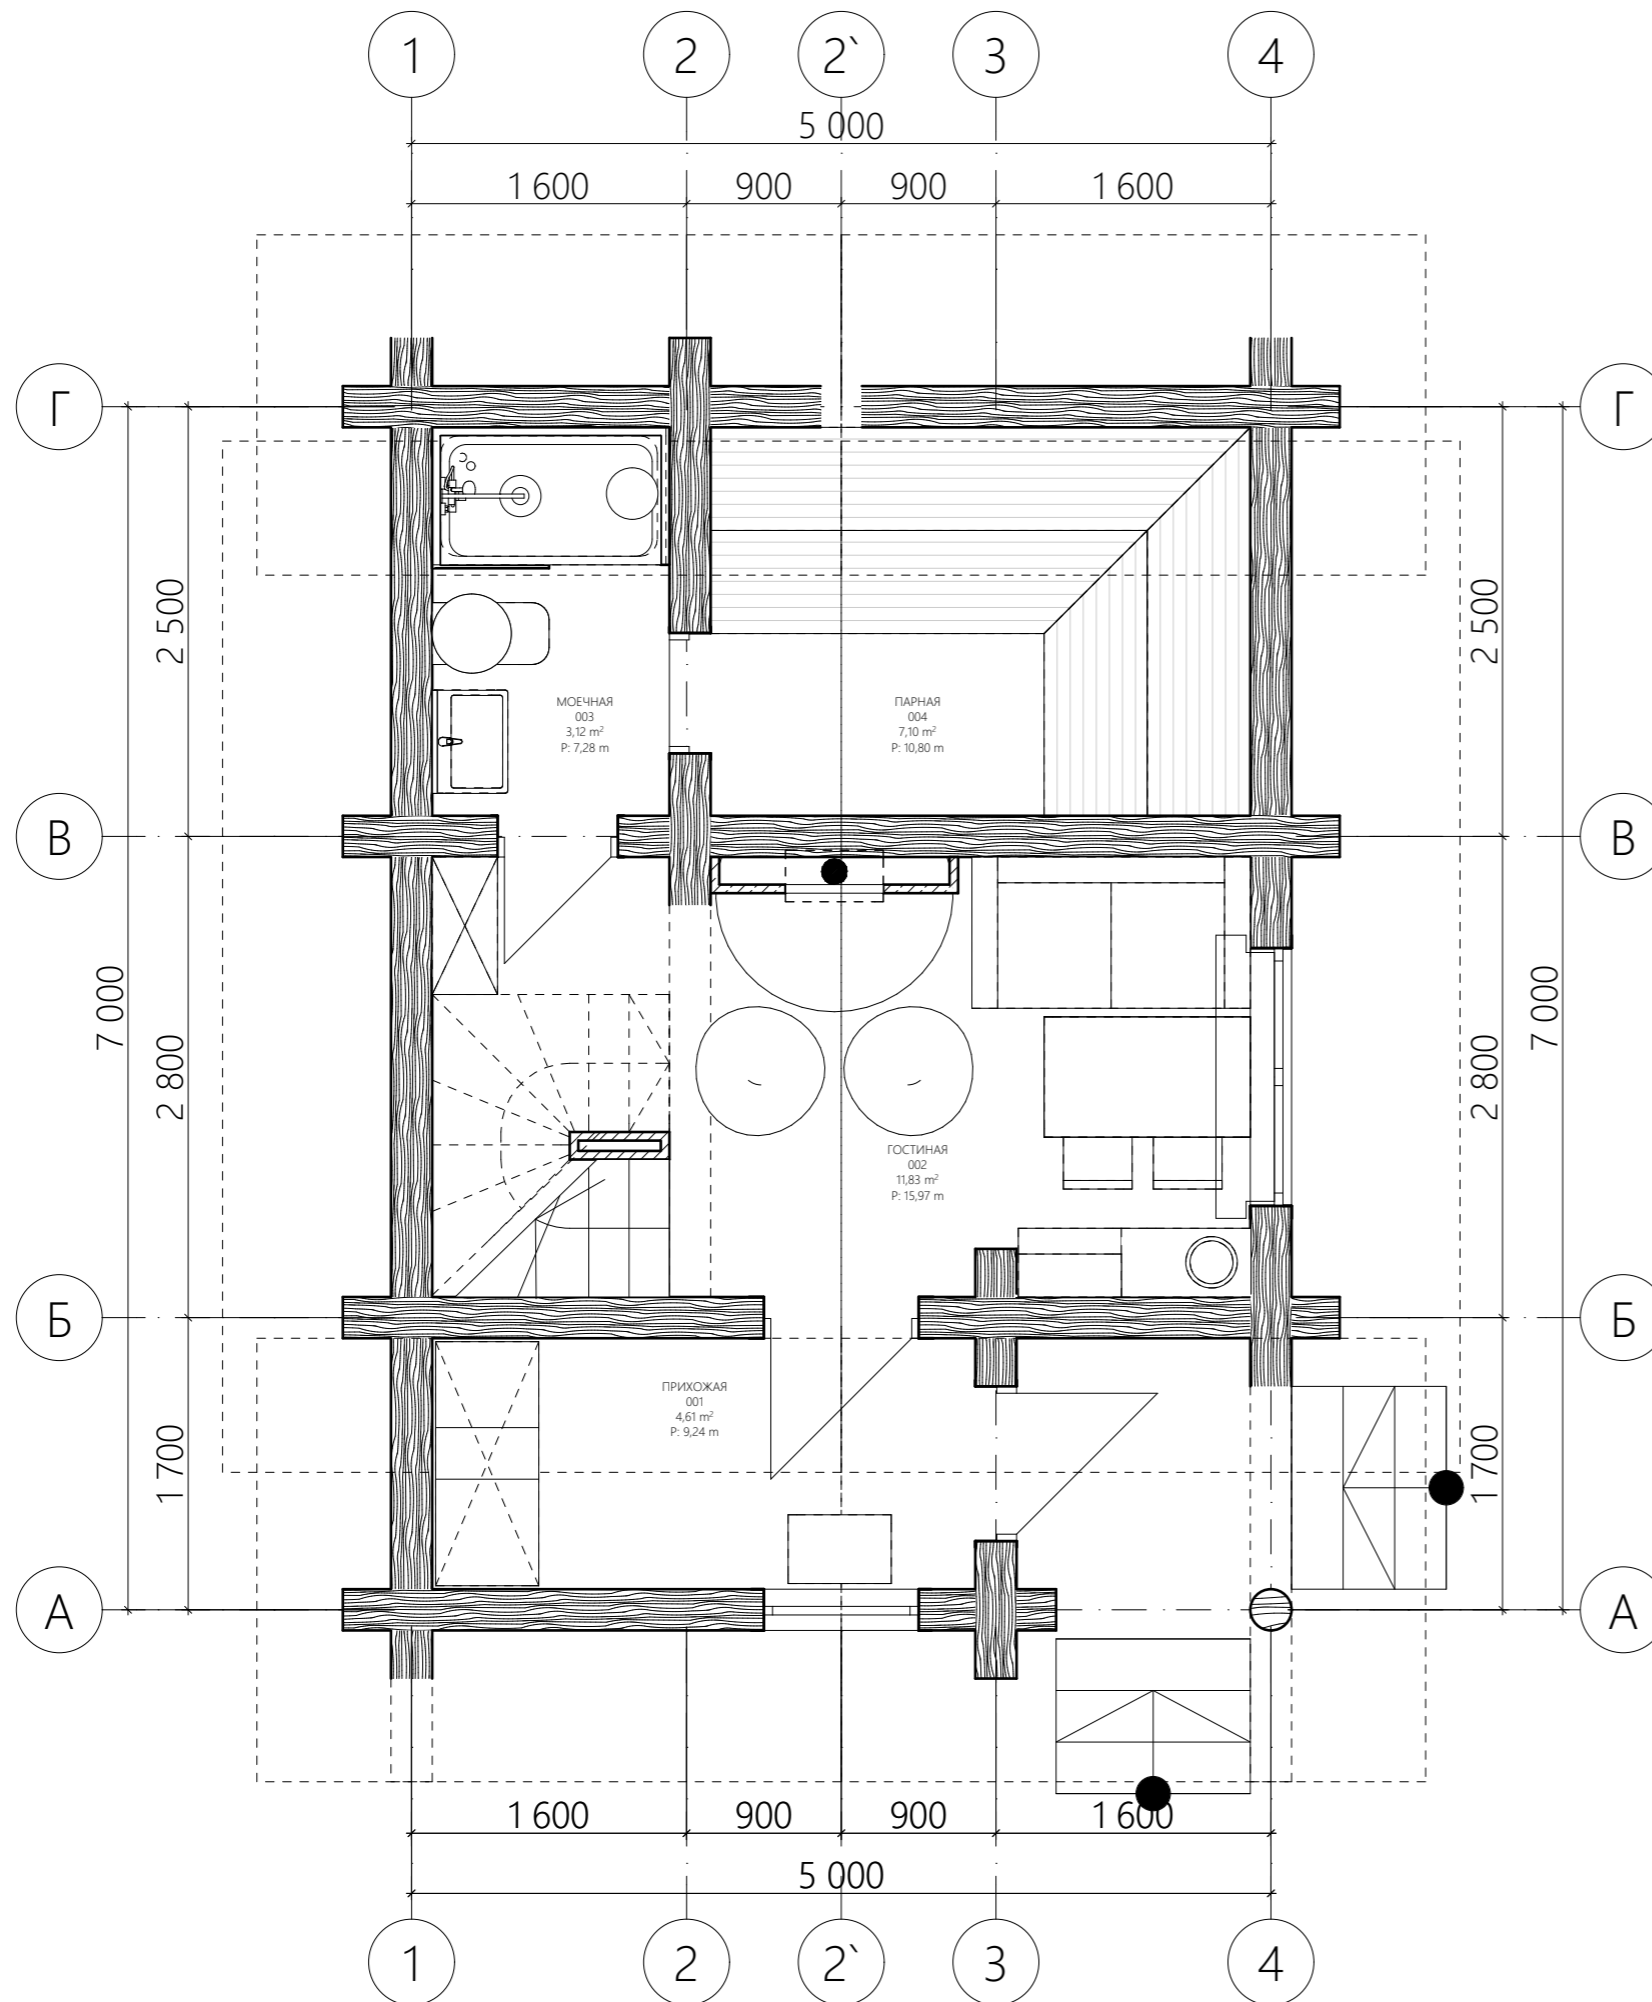 1 2 2` 3 4
5 000
1 600 900 900 1 600
Г Г
2 500 2 500
МОЕЧНАЯ
003
3,12 m²
P: 7,28 m
ПАРНАЯ
004
7,10 m²
P: 10,80 m
В В
7 000 7 000
2 800 2 800
ГОСТИНАЯ
002
11,83 m²
P: 15,97 m
Б Б
ПРИХОЖАЯ
001
4,61 m²
P: 9,24 m
1 700 1 700
А А
1 600 900 900 1 600
5 000
1 2 2` 3 4